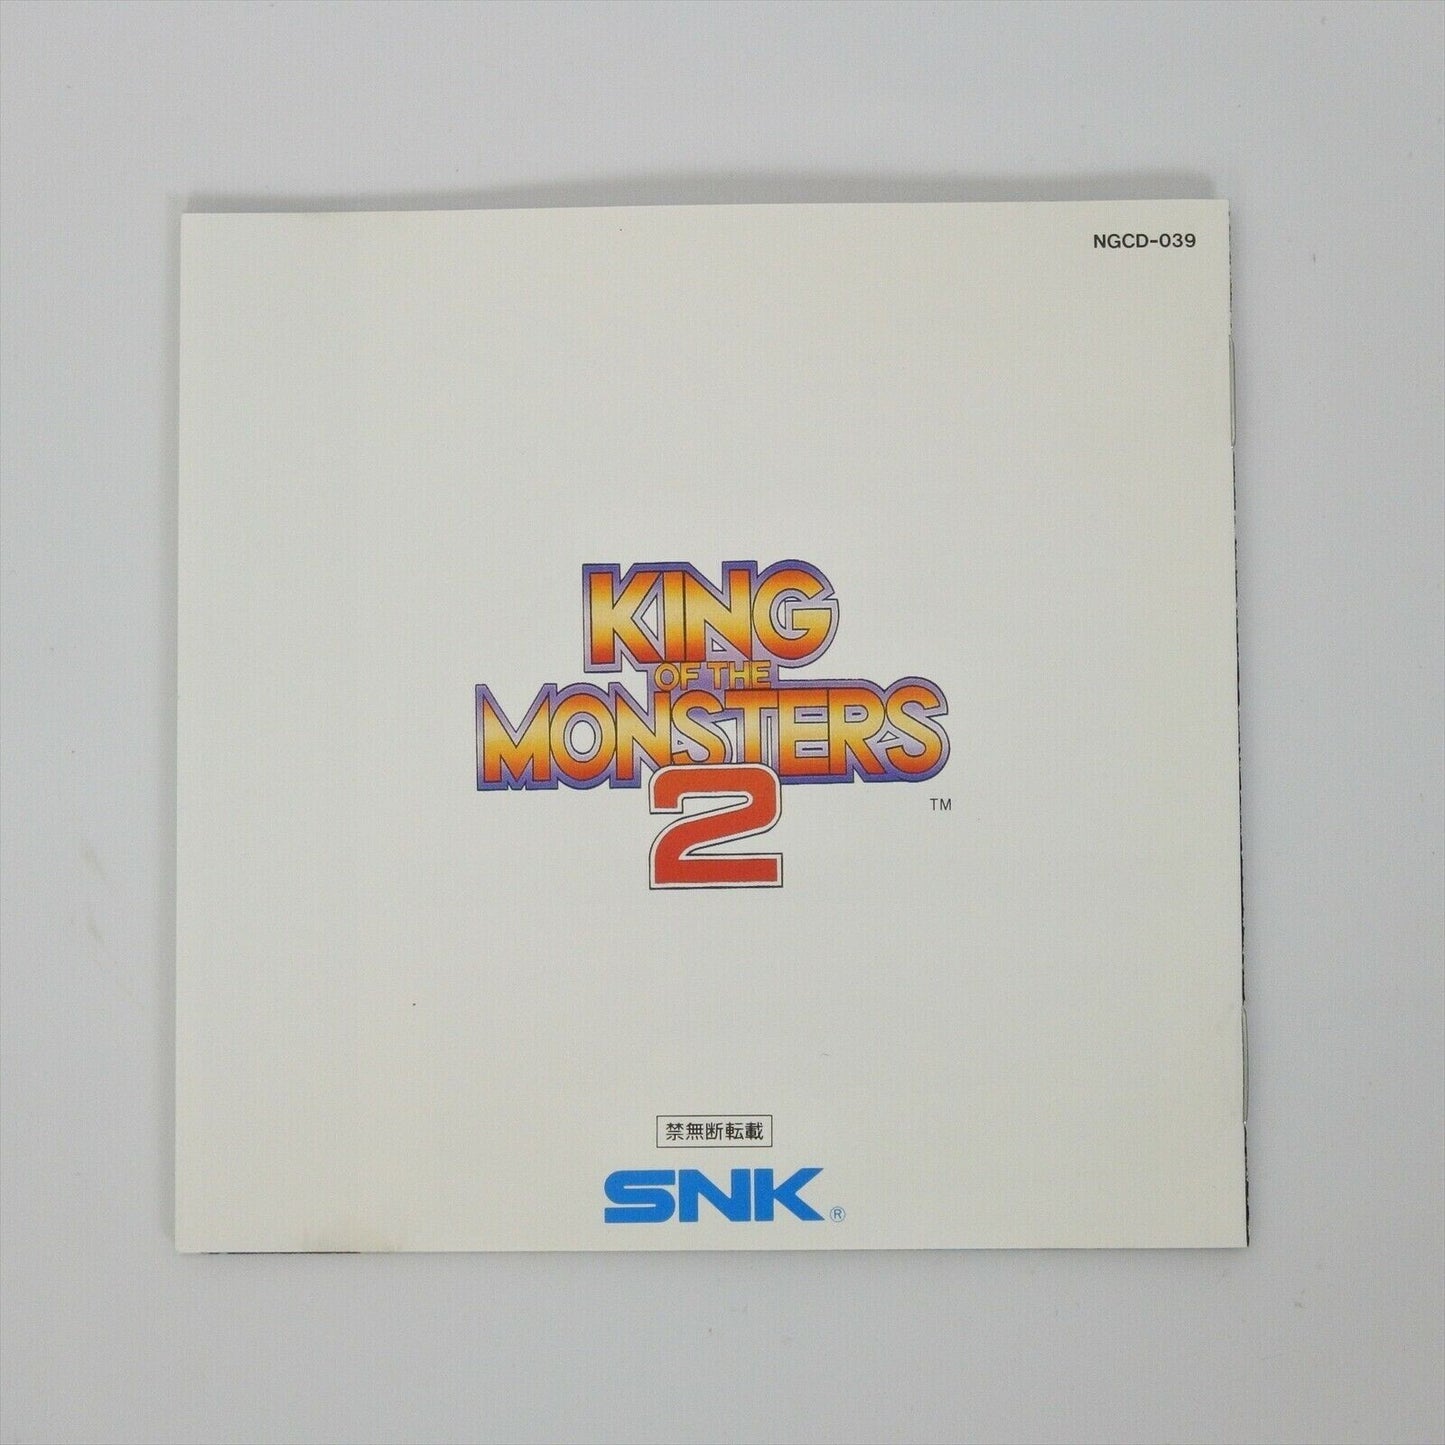 NGCD-039
KING
OF THE
MONSTERS
2
TM
禁無断転載
SNK®